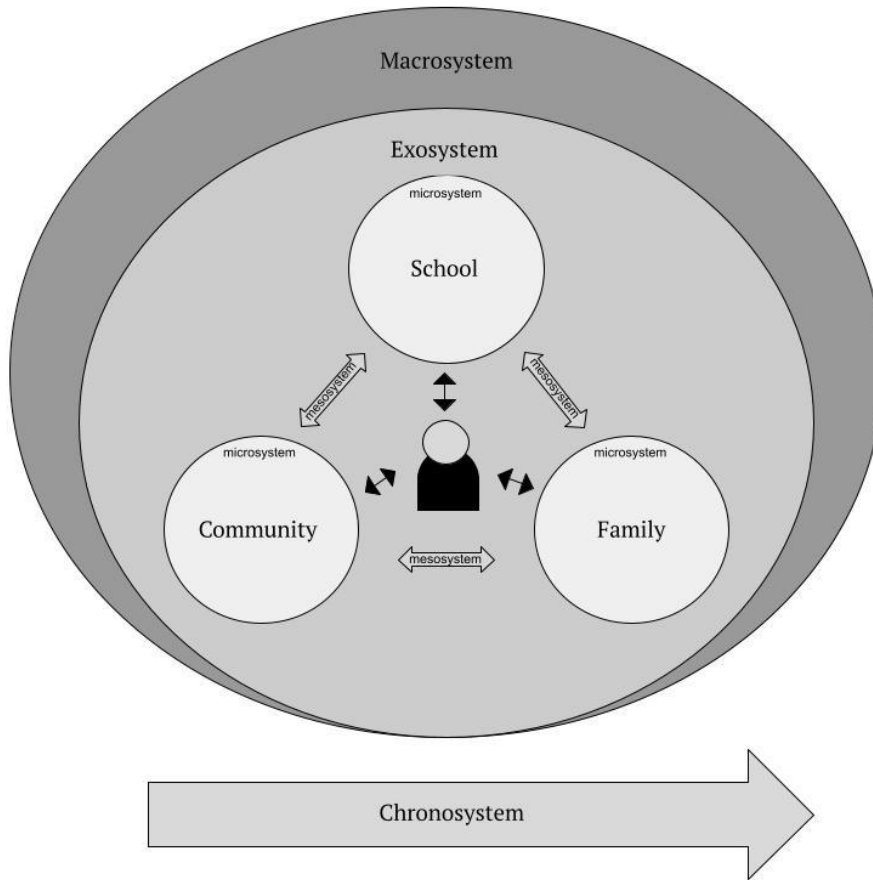 Macrosystem
Exosystem
microsystem
School
mesosystem
mesosystem
microsystem
Community
microsystem
Family
mesosystem
Chronosystem